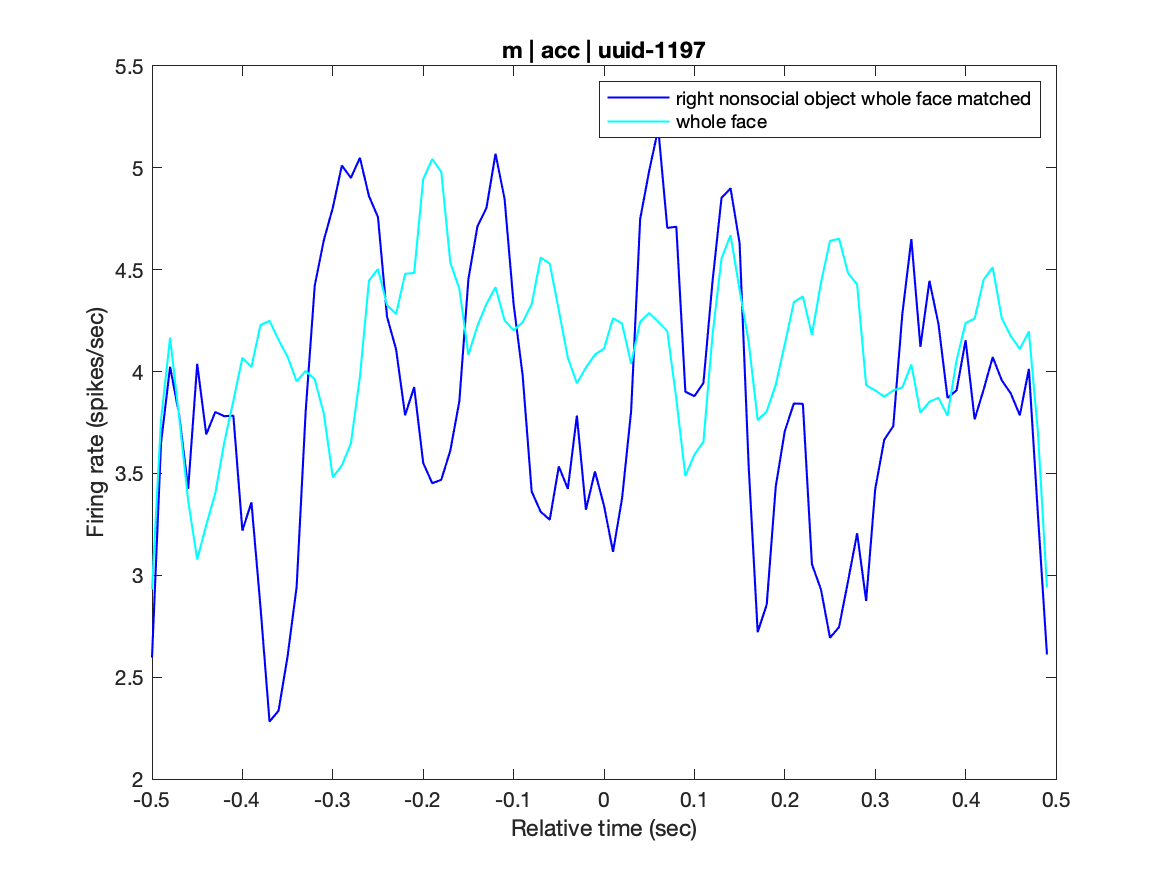 m | acc | uuid-1197
5.5
right nonsocial object whole face matched
whole face
5
4.5
4
3.5
3
2.5
2
Firing rate (spikes/sec)
-0.5 -0.4 -0.3 -0.2 -0.1 0 0.1 0.2 0.3 0.4 0.5
Relative time (sec)